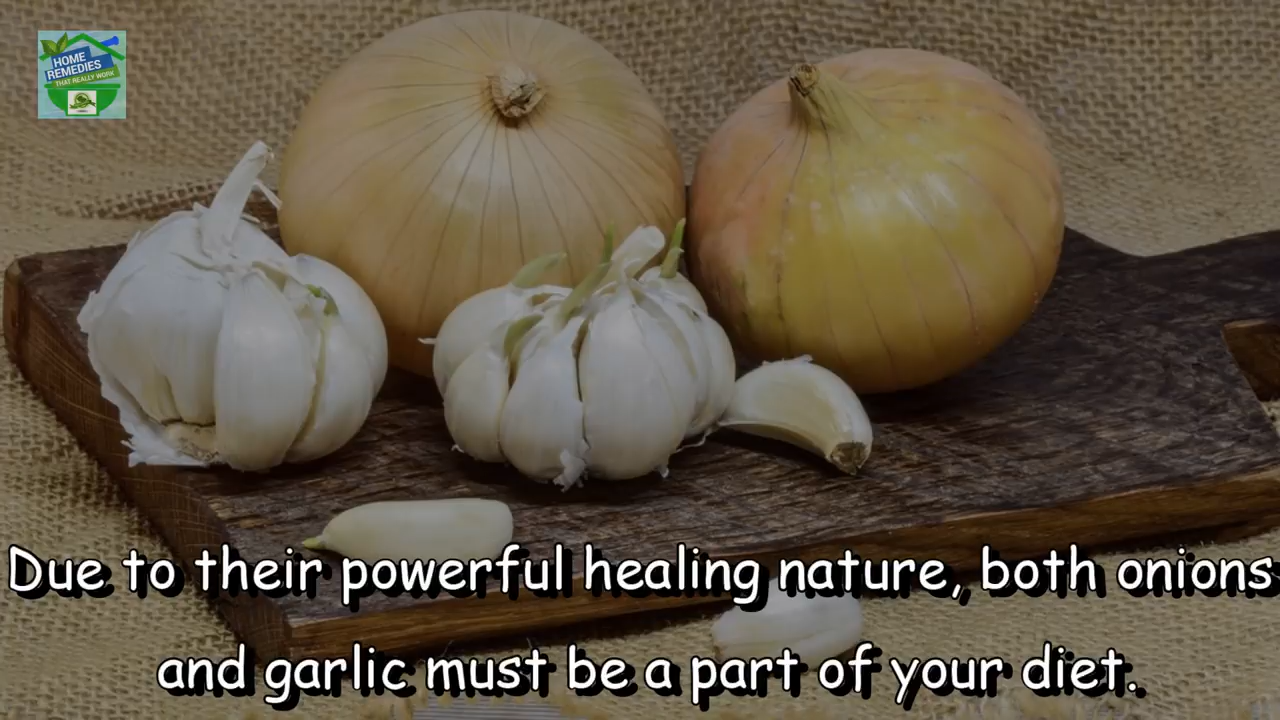 HOME
REMEDIES
THAT REALLY WORK
Due to their powerful healing nature, both onions
and garlic must be a part of your diet.